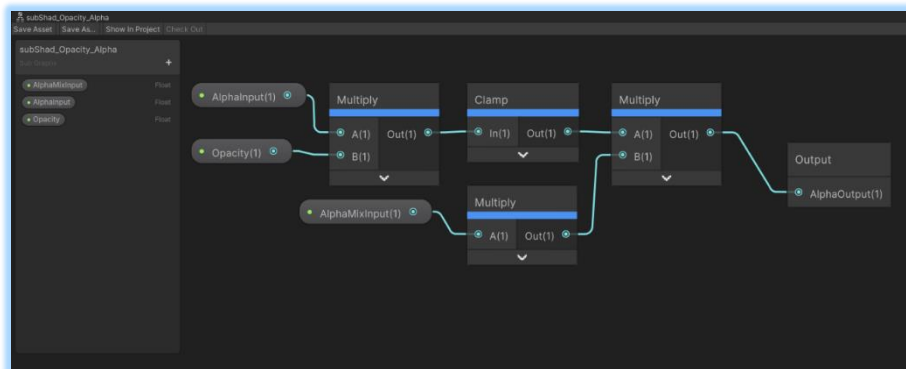 subShad_Opacity_Alpha
Save Asset Save As... Show In Project Check Out
subShad_Opacity_Alpha
Sub Graphs
+
AlphaMixInput Float
AlphaInput Float
Opacity Float
AlphaInput(1)
Opacity(1)
AlphaMixInput(1)
Multiply
A(1) Out(1)
B(1)
Clamp
In(1) Out(1)
Multiply
A(1) Out(1)
Multiply
A(1) Out(1)
B(1)
Output
AlphaOutput(1)